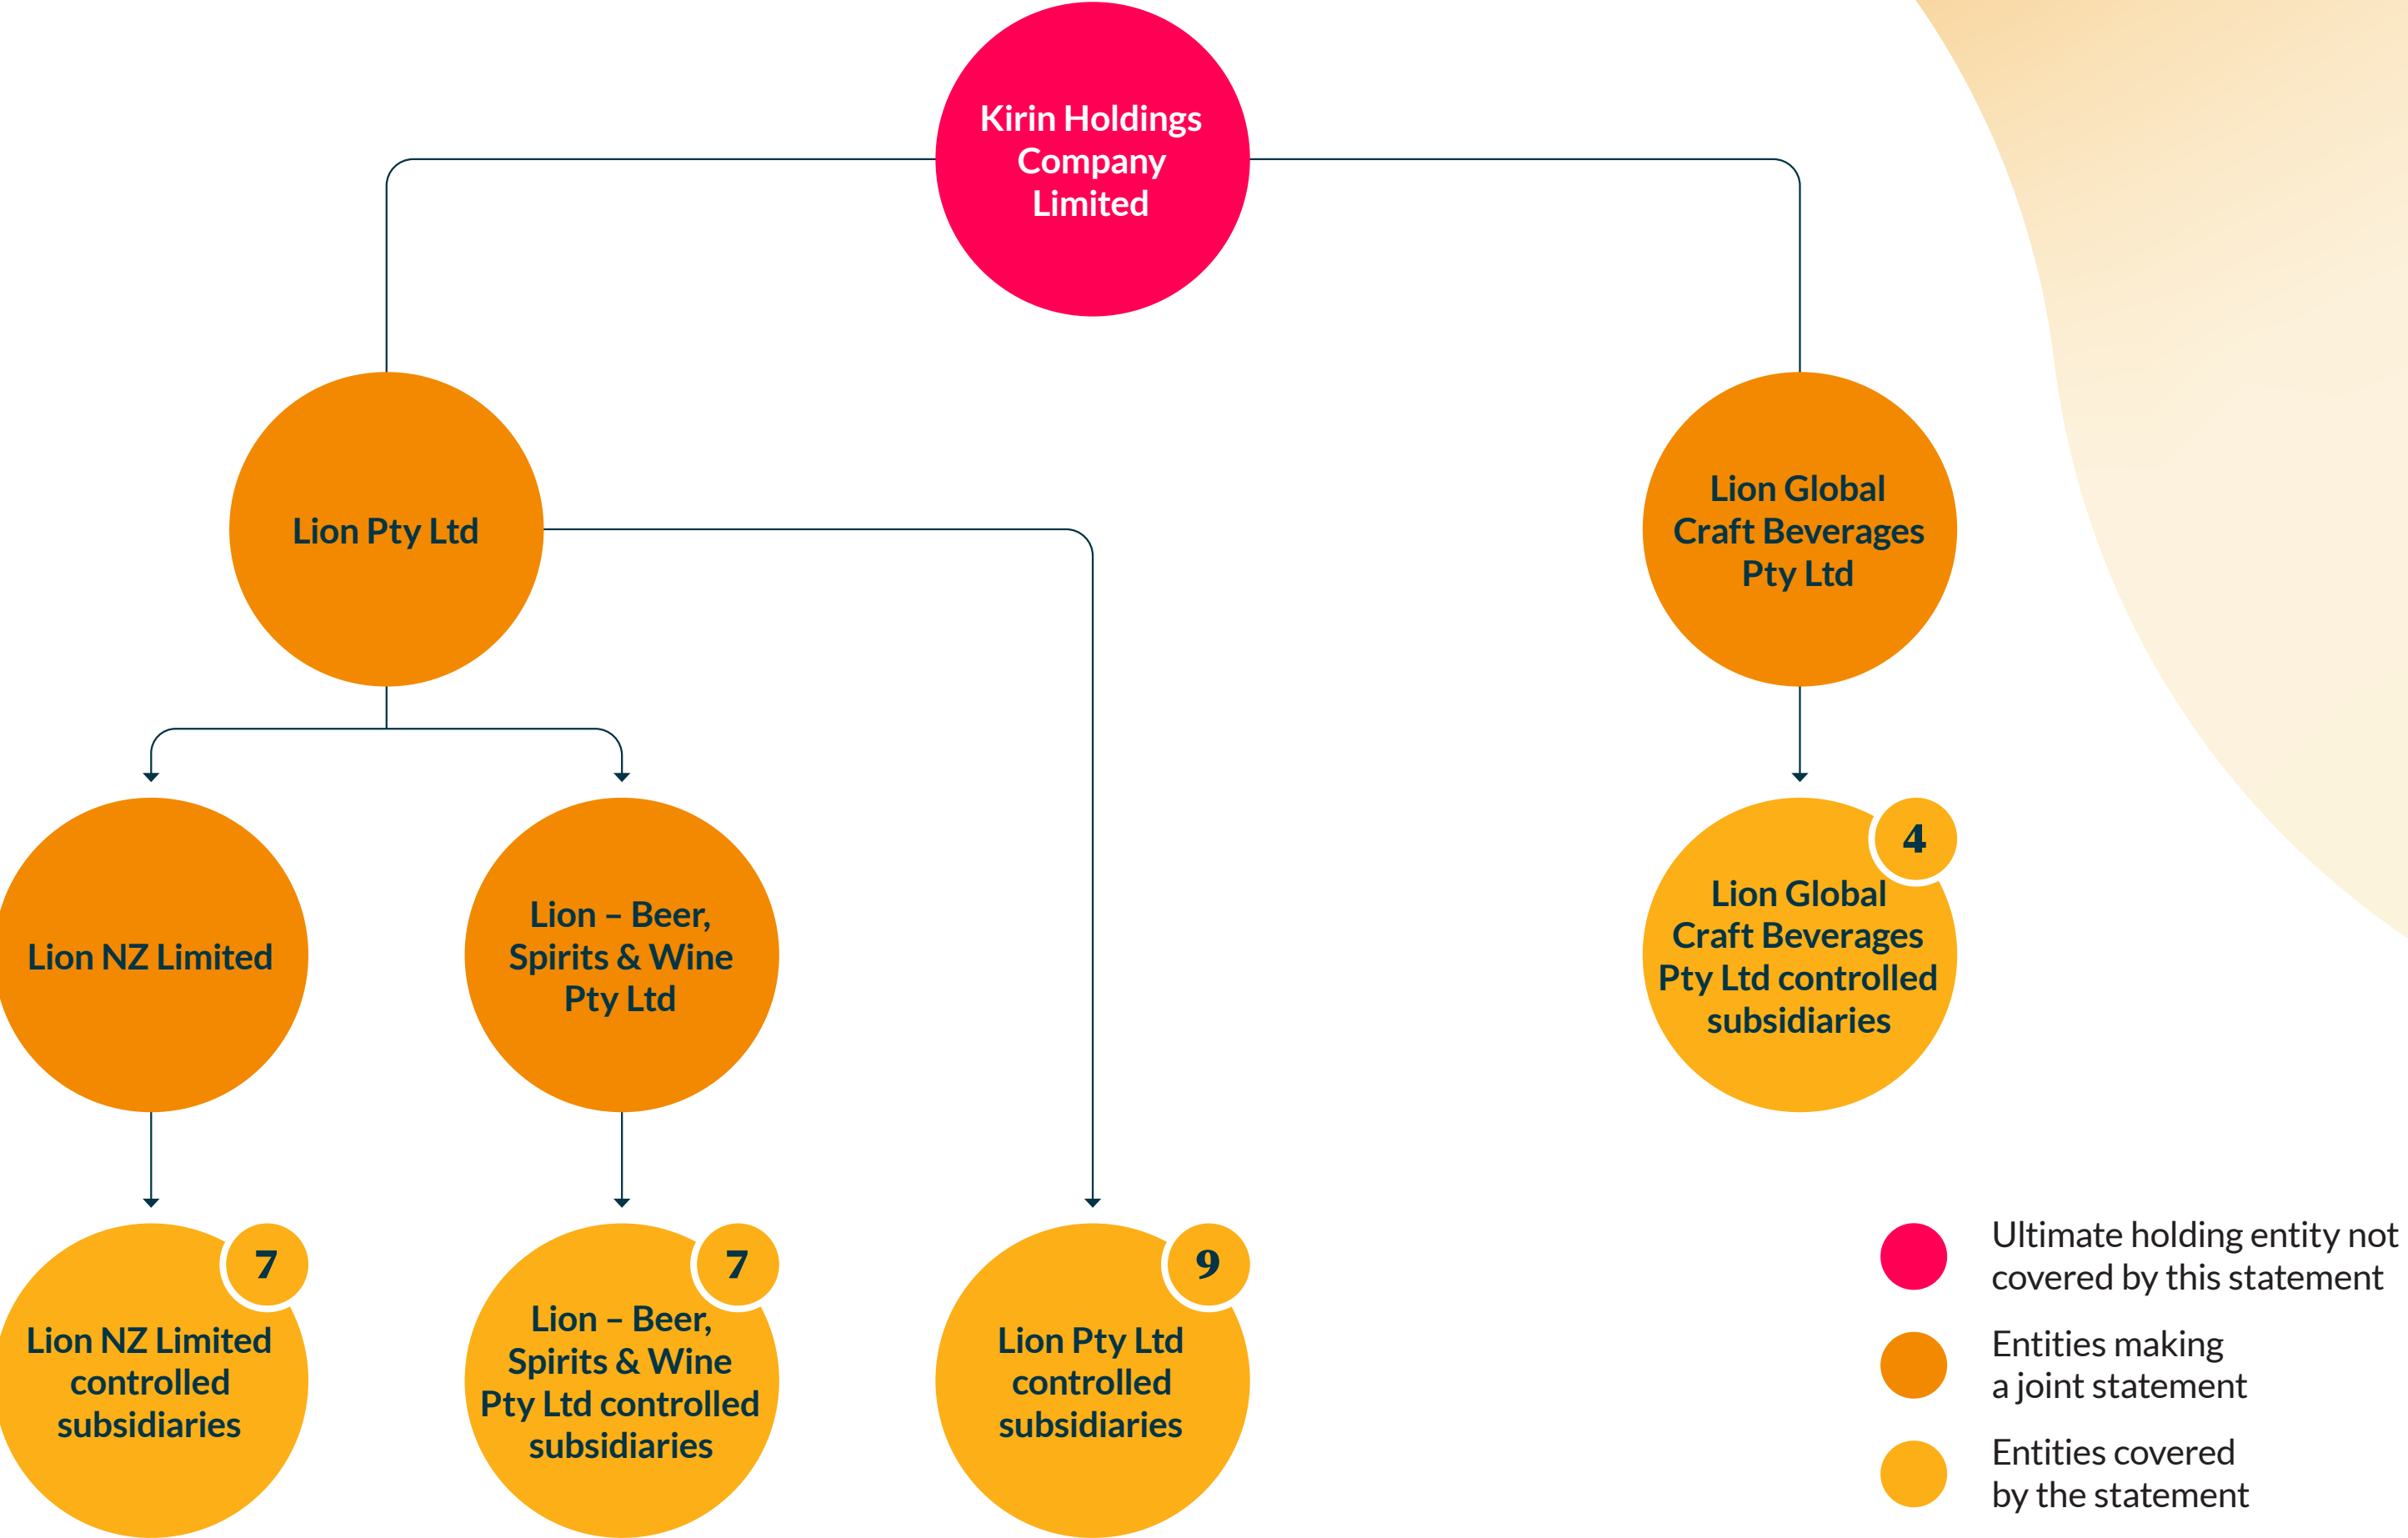 Kirin Holdings
Company
Limited
Lion Pty Ltd
Lion Global
Craft Beverages
Pty Ltd
Lion NZ Limited
Lion – Beer,
Spirits & Wine
Pty Ltd
4
Lion Global
Craft Beverages
Pty Ltd controlled
subsidiaries
7
Lion NZ Limited
controlled
subsidiaries
7
Lion – Beer,
Spirits & Wine
Pty Ltd controlled
subsidiaries
9
Lion Pty Ltd
controlled
subsidiaries
Ultimate holding entity not
covered by this statement
Entities making
a joint statement
Entities covered
by the statement